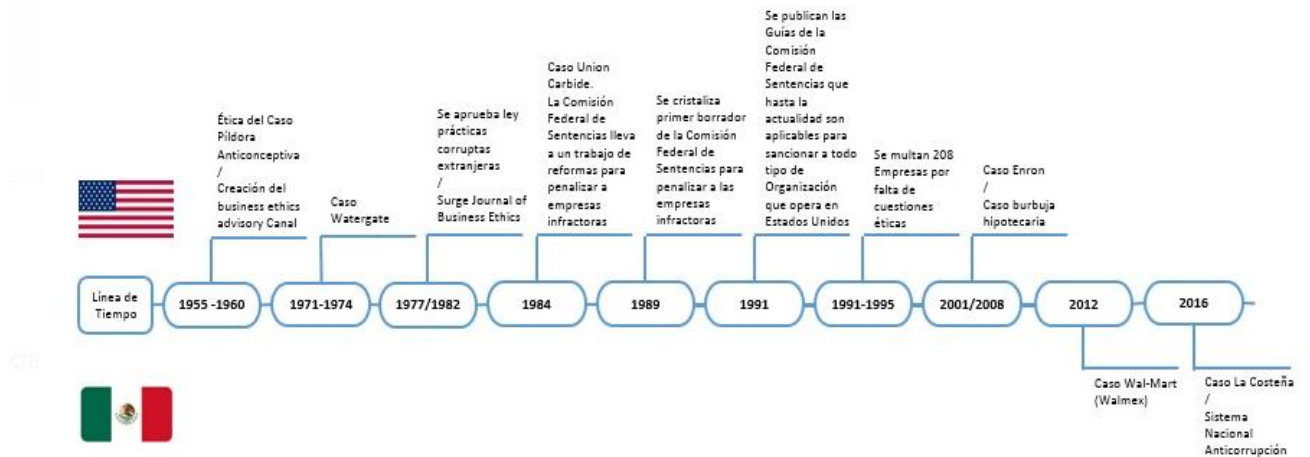 Ética del Caso
Píldora
Anticonceptiva
/
Creación del
business ethics
advisory Canal
Caso
Watergate
Se aprueba ley
prácticas
corruptas
extranjeras
/
Surge Journal of
Business Ethics
Caso Union
Carbide.
La Comisión
Federal de
Sentencias lleva
a un trabajo de
reformas para
penalizar a
empresas
infractoras
Se cristaliza
primer borrador
de la Comisión
Federal de
Sentencias para
penalizar a las
empresas
infractoras
Se publican las
Guías de la
Comisión
Federal de
Sentencias que
hasta la
actualidad son
aplicables para
sancionar a todo
tipo de
Organización
que opera en
Estados Unidos
Se multan 208
Empresas por
falta de
cuestiones
éticas
Caso Enron
/
Caso burbuja
hipotecaria
Línea de
Tiempo
1955 -1960
1971-1974
1977/1982
1984
1989
1991
1991-1995
2001/2008
2012
2016
Caso Wal-Mart
(Walmex)
Caso La Costeña
/
Sistema
Nacional
Anticorrupción